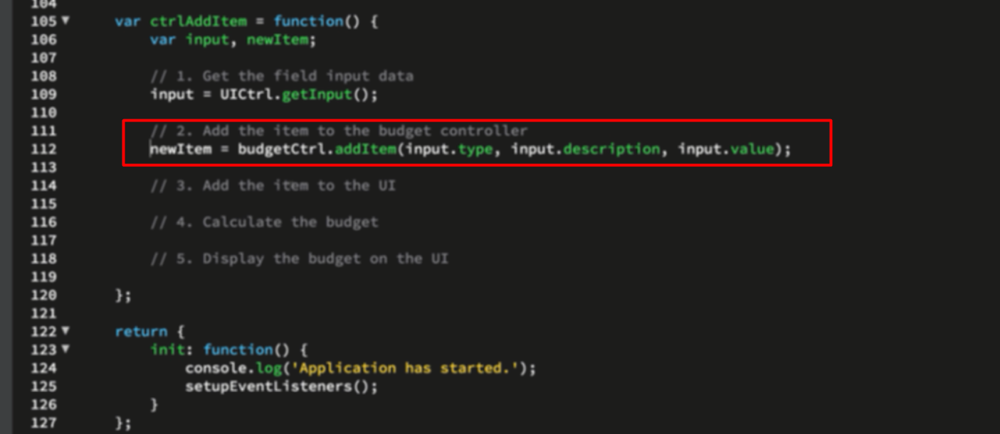 104
105 var ctrlAddItem = function() {
106 var input, newItem;
107
108 // 1. Get the field input data
109 input = UICtrl.getInput();
110
111 // 2. Add the item to the budget controller
112 newItem = budgetCtrl.addItem(input.type, input.description, input.value);
113
114 // 3. Add the item to the UI
115
116 // 4. Calculate the budget
117
118 // 5. Display the budget on the UI
119
120 };
121
122 return {
123 init: function() {
124 console.log('Application has started.');
125 setupEventListeners();
126 }
127 };